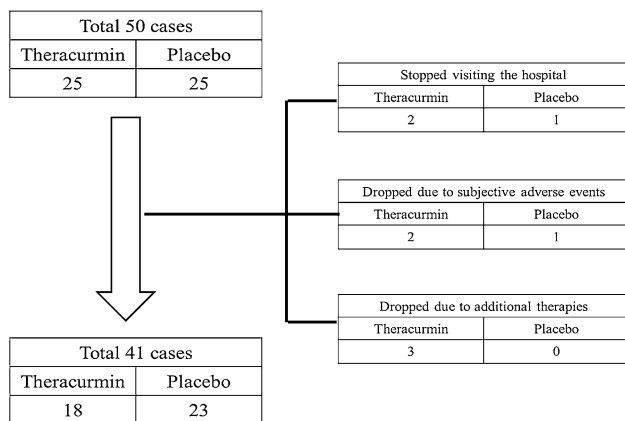 Total 50 cases
Theracurmin Placebo
25 25
Stopped visiting the hospital
Theracurmin Placebo
2 1
Dropped due to subjective adverse events
Theracurmin Placebo
2 1
Dropped due to additional therapies
Theracurmin Placebo
3 0
Total 41 cases
Theracurmin Placebo
18 23